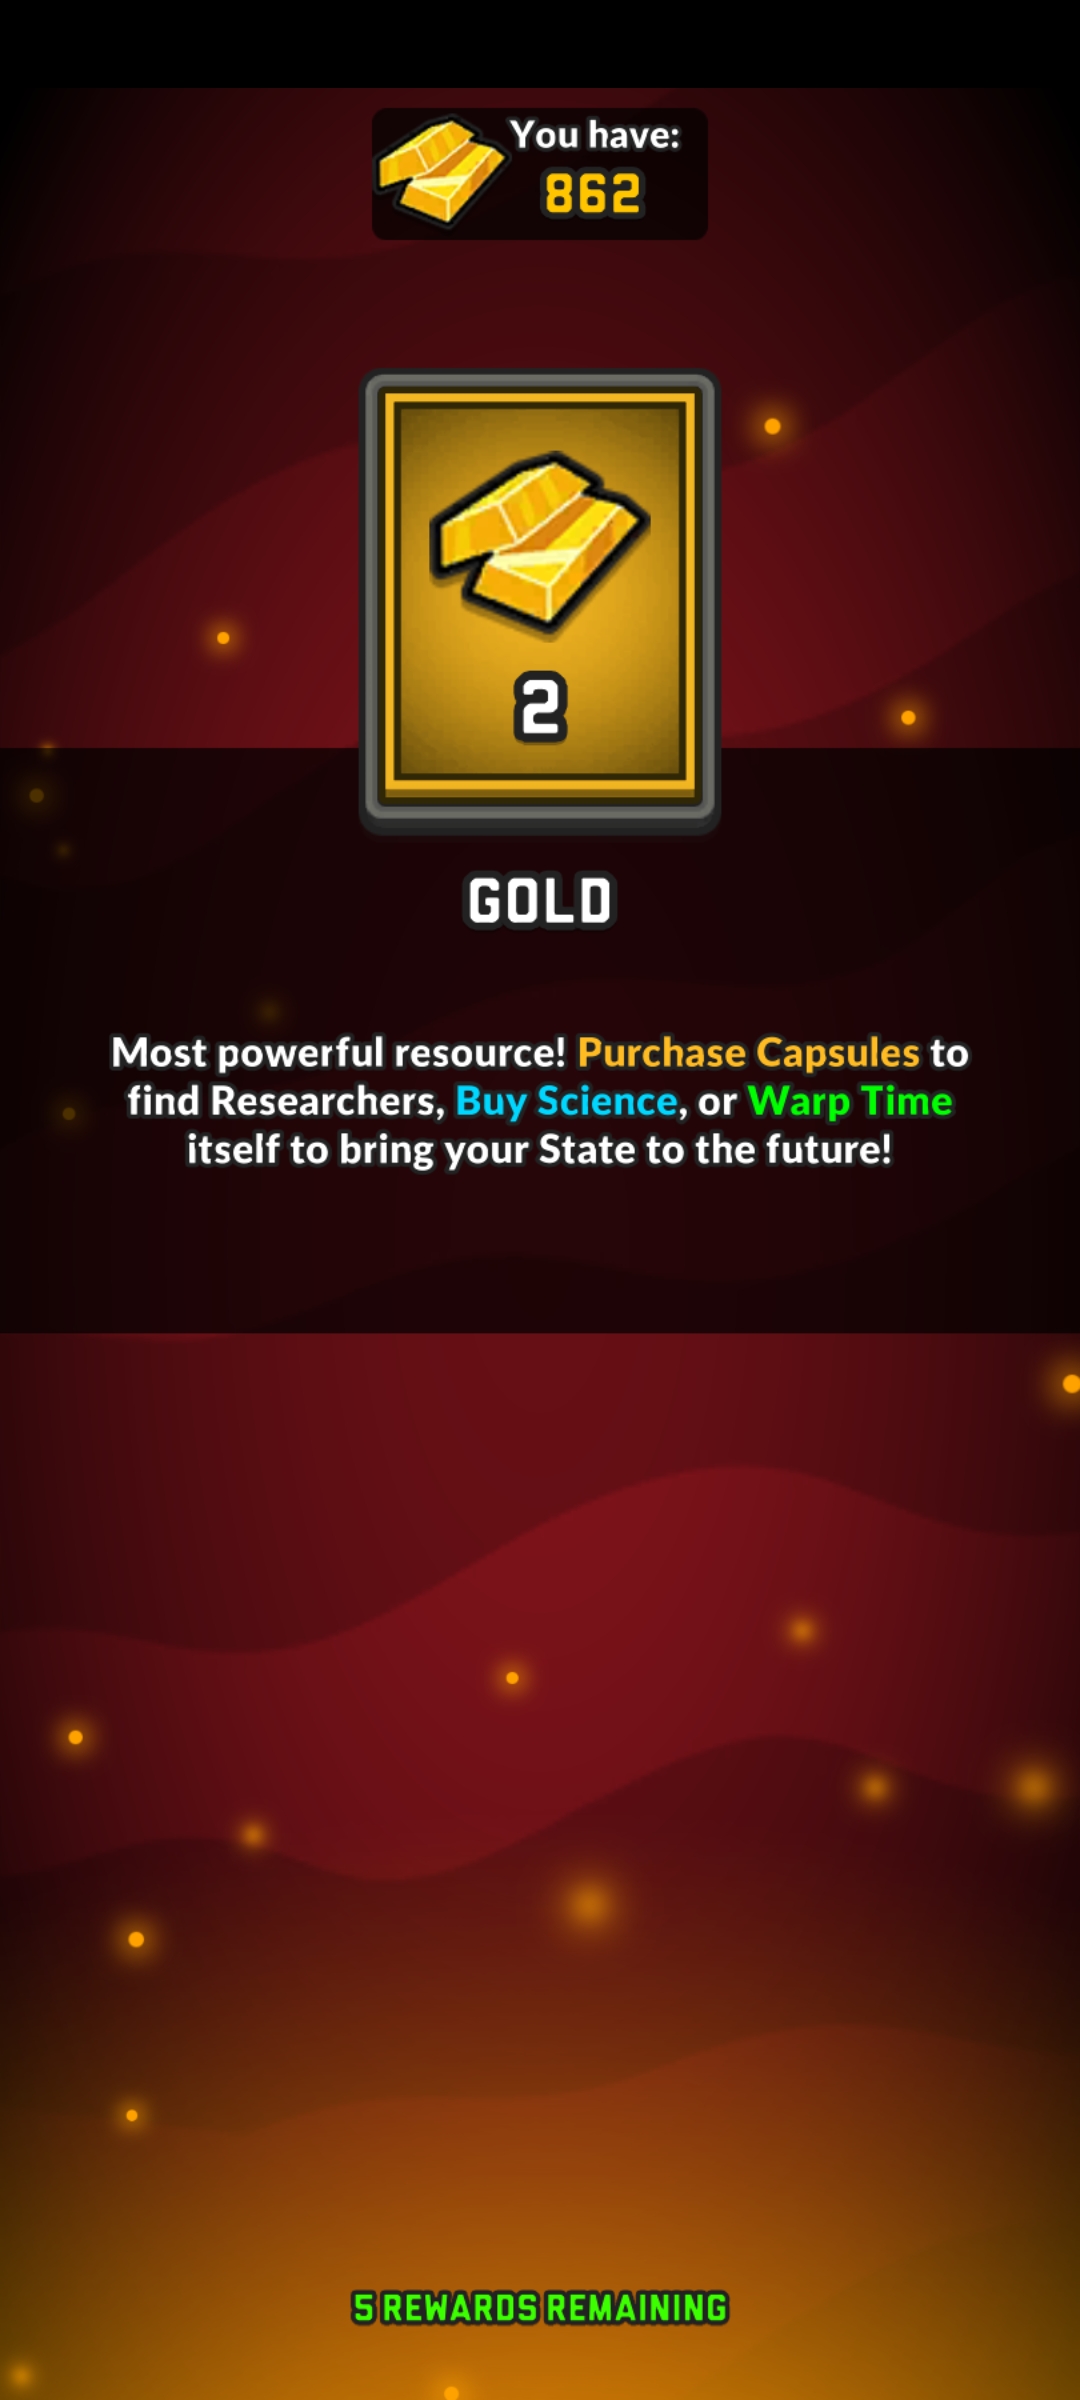 You have:
862
2
GOLD
Most powerful resource! Purchase Capsules to
find Researchers, Buy Science, or Warp Time
itself to bring your State to the future!
5 REWARDS REMAINING